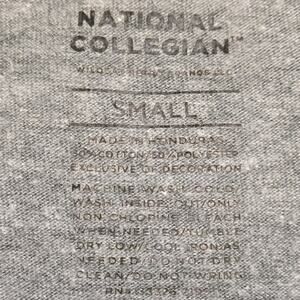 NATIONAL
COLLEGIAN™
SMALL
MADE IN HONDURAS
50%COTTON/50%POLYESTER
EXCLUSIVE OF DECORATION
MACHINE WASH COLD/
WASH INSIDE OUT/ONLY
NON CHLORINE BLEACH
WHEN NEEDED/TUMBLE
DRY LOW/COOL IRON AS
NEEDED/DO NOT DRY
CLEAN/DO NOT WRING